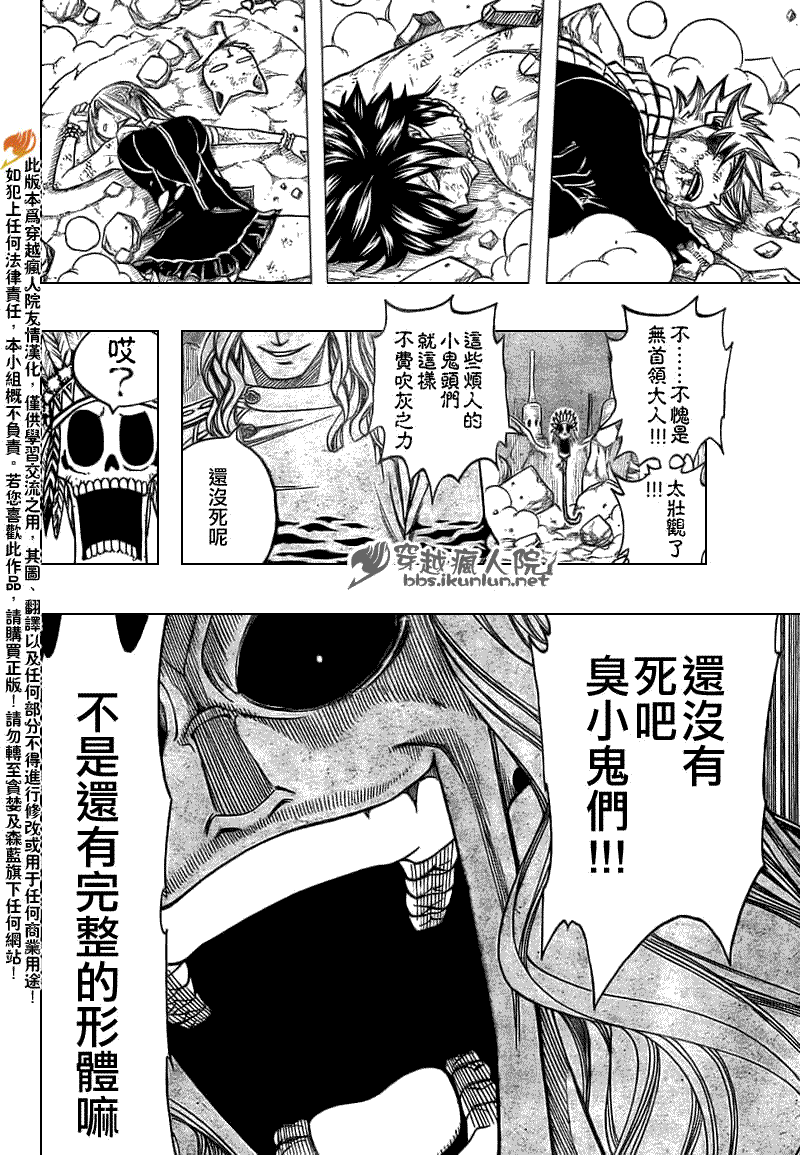 不……不愧是
無首領大人!!!
太壯觀了
!!!
這些煩人的
小鬼頭們
就這樣
不費吹灰之力
還沒死呢
哎?
穿越瘋人院
bbs.ikunlun.net
還沒有
死吧
臭小鬼們!!!
不是還有完整的形體嘛
此版本爲穿越瘋人院友情漢化，僅供學習交流之用，其圖、翻譯以及任何部分不得進行修改或用于任何商業用途！
如犯上任何法律責任，本小組概不負責。若您喜歡此作品，請購買正版！請勿轉至貪婪及森藍旗下任何網站！